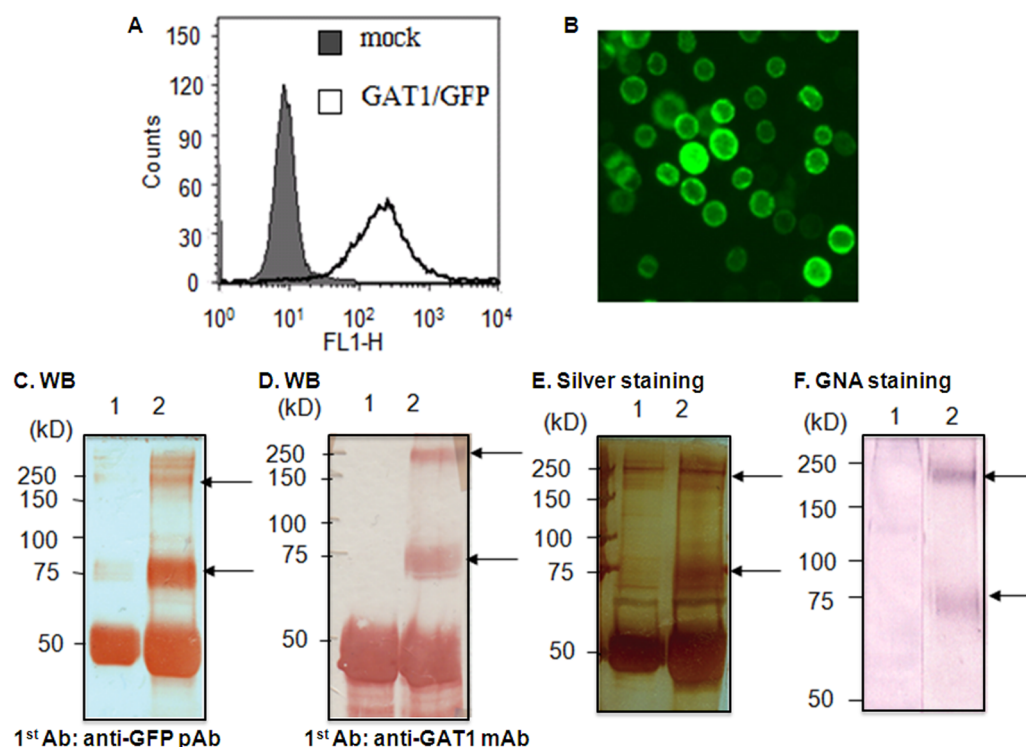 A
B
mock
GAT1/GFP
150
120
90
60
30
0
Counts
10⁰ 10¹ 10² 10³ 10⁴
FL1-H
C. WB
D. WB
E. Silver staining
F. GNA staining
1 2
(kD)
250
150
100
75
50
1st Ab: anti-GFP pAb
1 2
(kD)
250
150
100
75
50
1st Ab: anti-GAT1 mAb
1 2
(kD)
250
150
100
75
50
1 2
(kD)
250
150
100
75
50